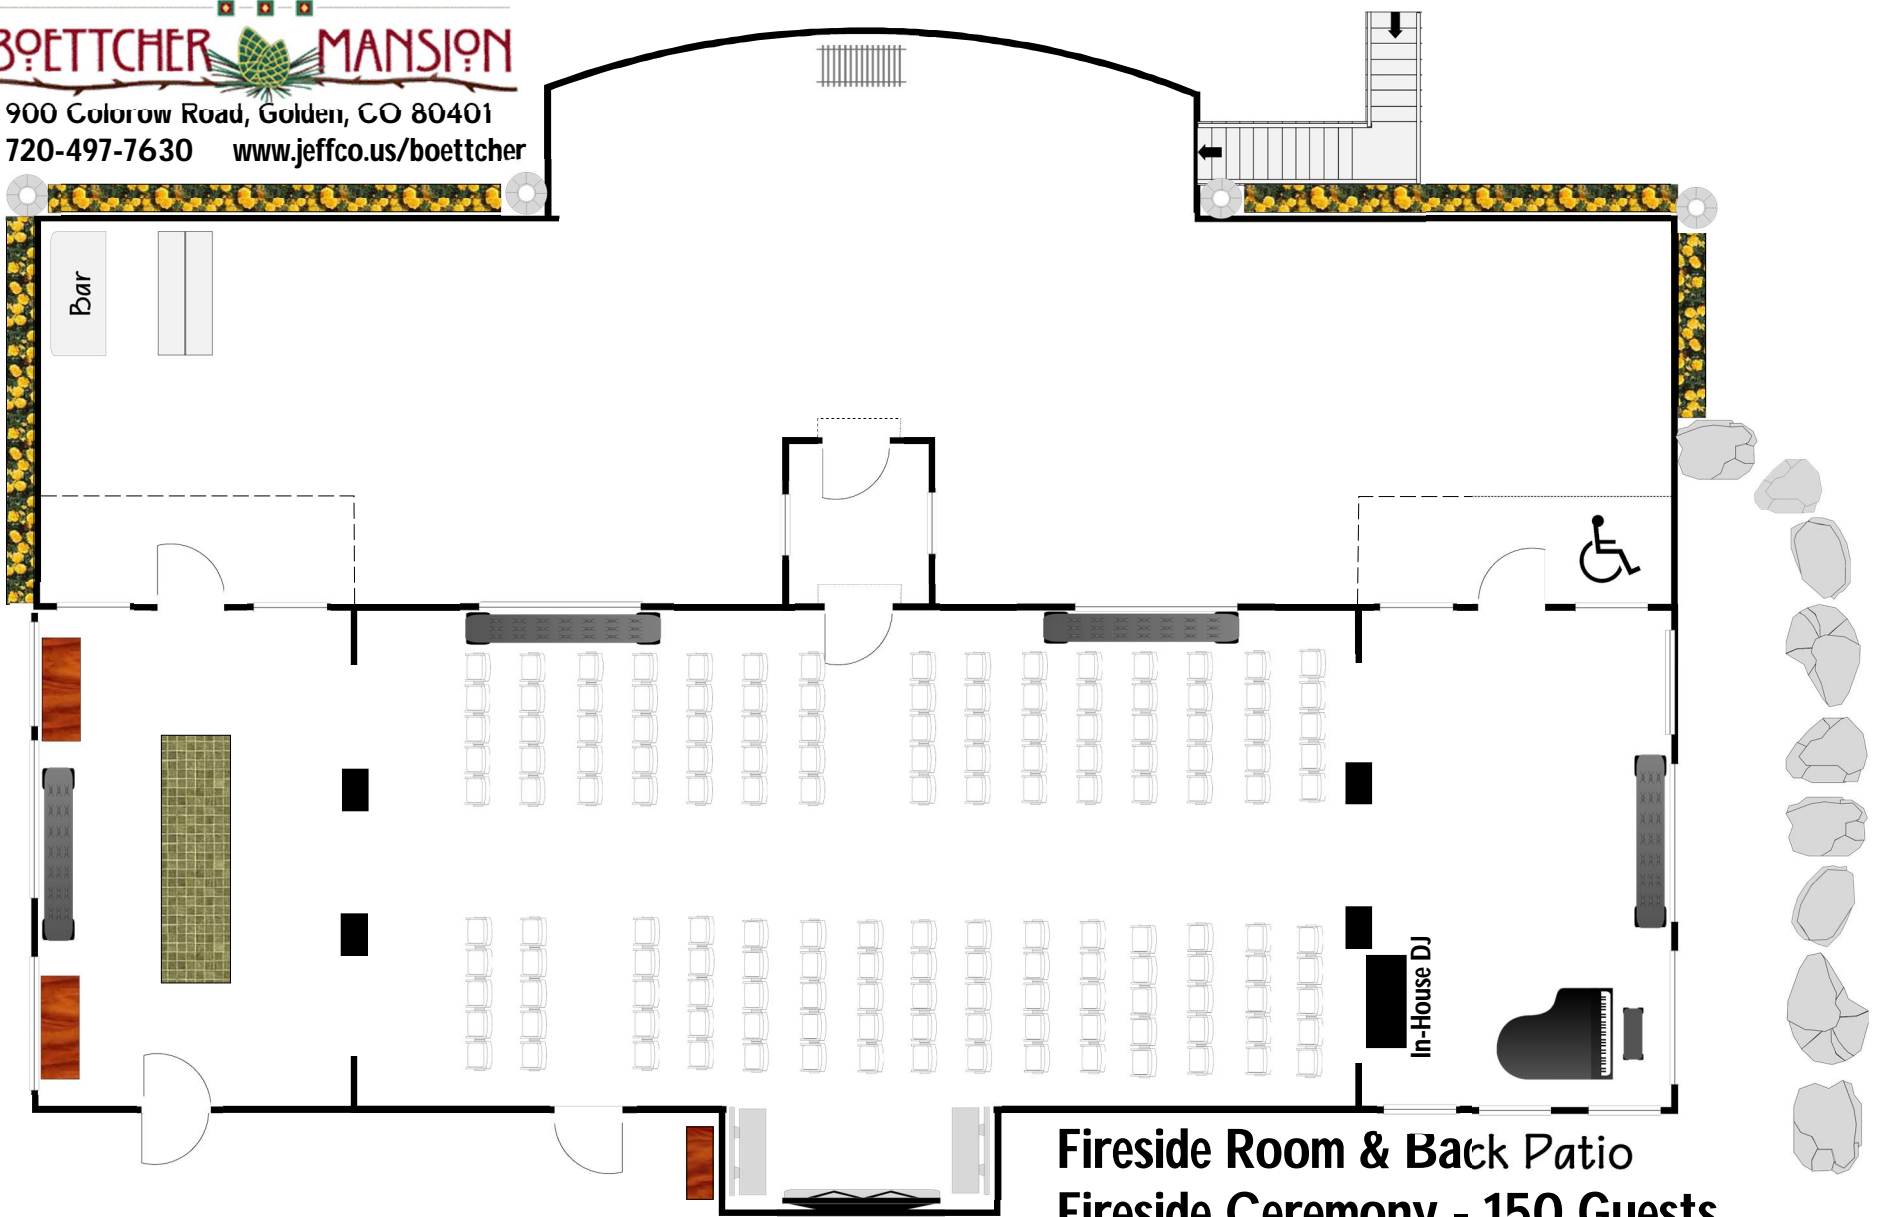 BOETTCHER MANSION
900 Colorow Road, Golden, CO 80401
720-497-7630 www.jeffco.us/boettcher
Bar
In-House DJ
Fireside Room & Back Patio
Fireside Ceremony - 150 Guests